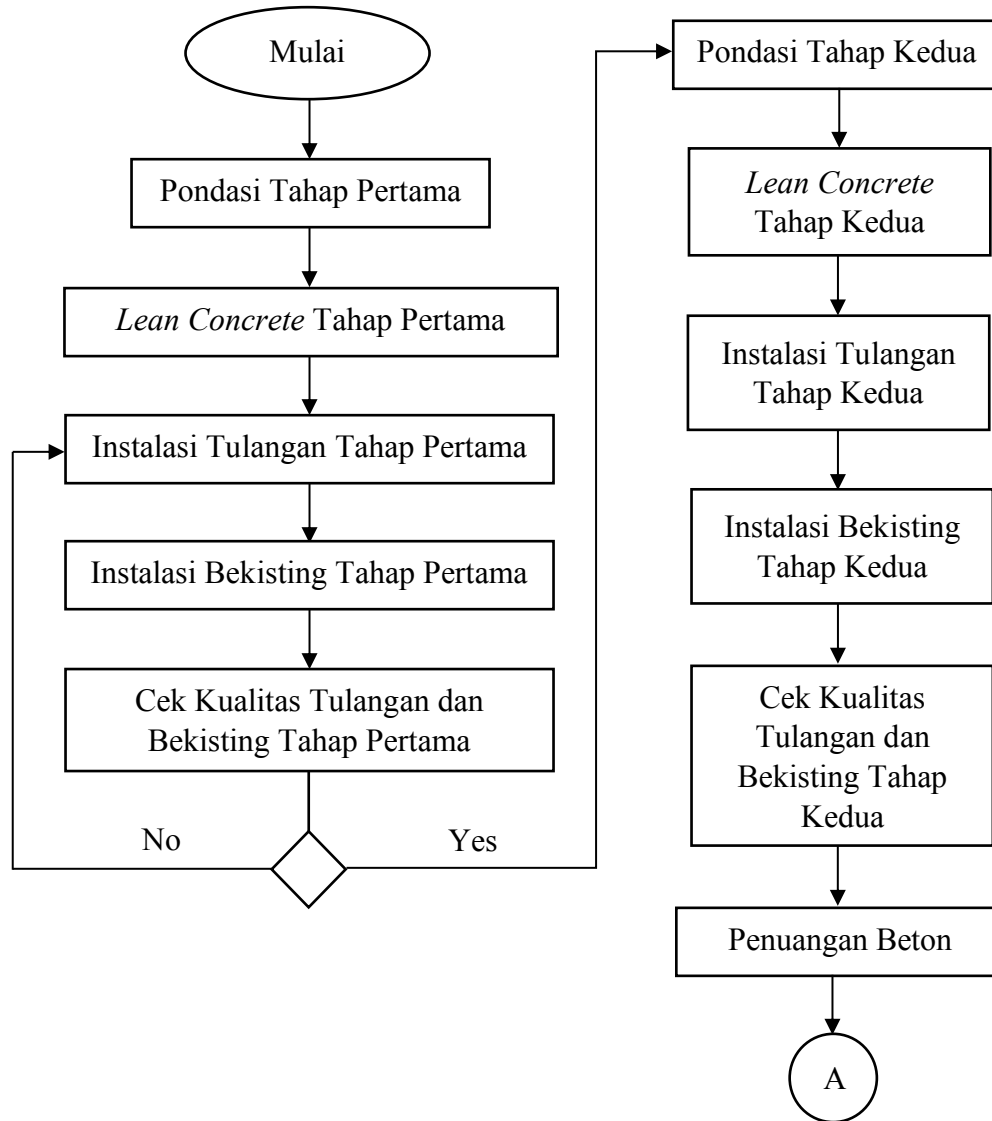 Mulai
Pondasi Tahap Pertama
Lean Concrete Tahap Pertama
Instalasi Tulangan Tahap Pertama
Instalasi Bekisting Tahap Pertama
Cek Kualitas Tulangan dan
Bekisting Tahap Pertama
No
Yes
Pondasi Tahap Kedua
Lean Concrete
Tahap Kedua
Instalasi Tulangan
Tahap Kedua
Instalasi Bekisting
Tahap Kedua
Cek Kualitas
Tulangan dan
Bekisting Tahap
Kedua
Penuangan Beton
A